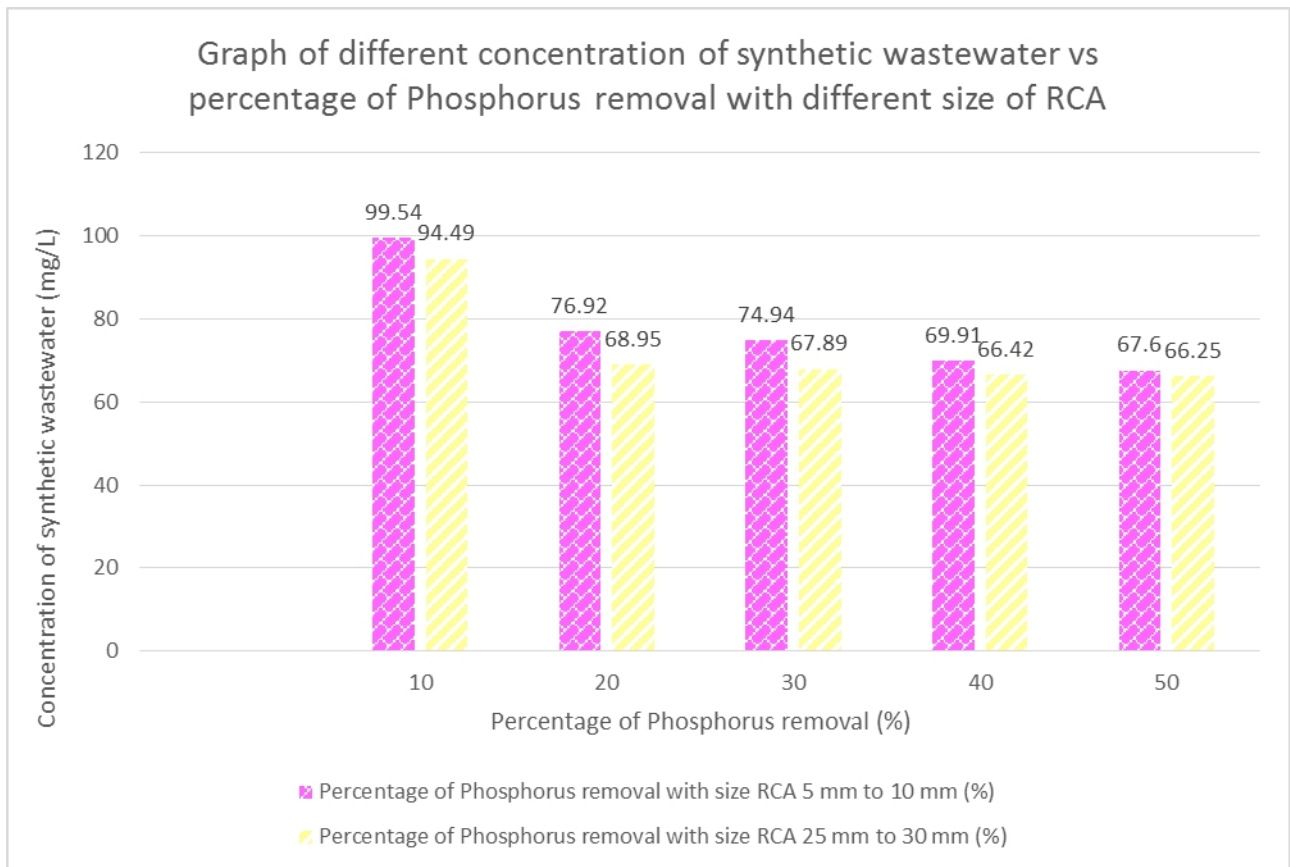 Graph of different concentration of synthetic wastewater vs
percentage of Phosphorus removal with different size of RCA
Concentration of synthetic wastewater (mg/L)
120
100
80
60
40
20
0
99.54
94.49
76.92
68.95
74.94
67.89
69.91
66.42
67.6
66.25
10 20 30 40 50
Percentage of Phosphorus removal (%)
Percentage of Phosphorus removal with size RCA 5 mm to 10 mm (%)
Percentage of Phosphorus removal with size RCA 25 mm to 30 mm (%)